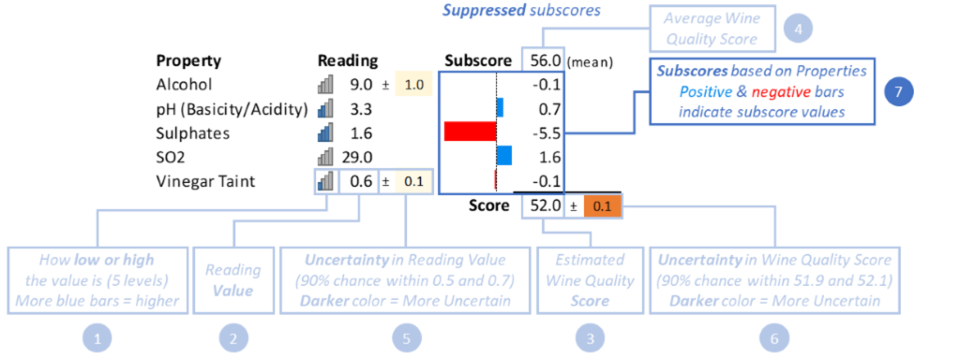 Suppressed subscores
Average Wine
Quality Score
4
Property Reading Subscore 56.0 (mean)
Alcohol 9.0 ± 1.0 -0.1
pH (Basicity/Acidity) 3.3 0.7
Sulphates 1.6 -5.5
SO2 29.0 1.6
Vinegar Taint 0.6 ± 0.1 -0.1
Score 52.0 ± 0.1
Subscores based on Properties
Positive & negative bars
indicate subscore values
7
How low or high
the value is (5 levels)
More blue bars = higher
1
Reading
Value
2
Uncertainty in Reading Value
(90% chance within 0.5 and 0.7)
Darker color = More Uncertain
5
Estimated
Wine Quality
Score
3
Uncertainty in Wine Quality Score
(90% chance within 51.9 and 52.1)
Darker color = More Uncertain
6